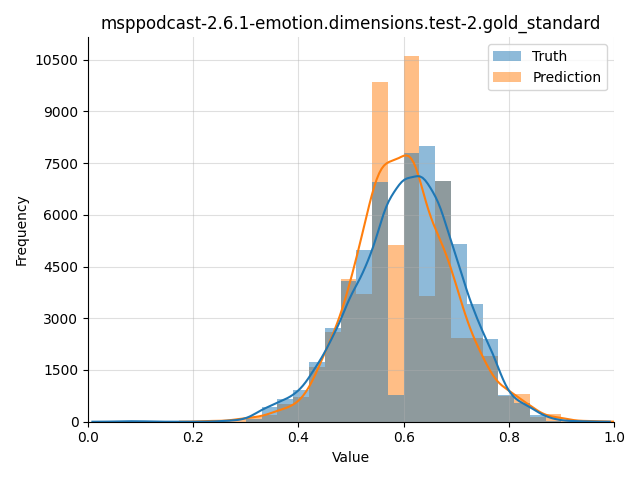 msppodcast-2.6.1-emotion.dimensions.test-2.gold_standard
10500
9000
7500
6000
4500
3000
1500
0
Frequency
Truth
Prediction
0.0 0.2 0.4 0.6 0.8 1.0
Value